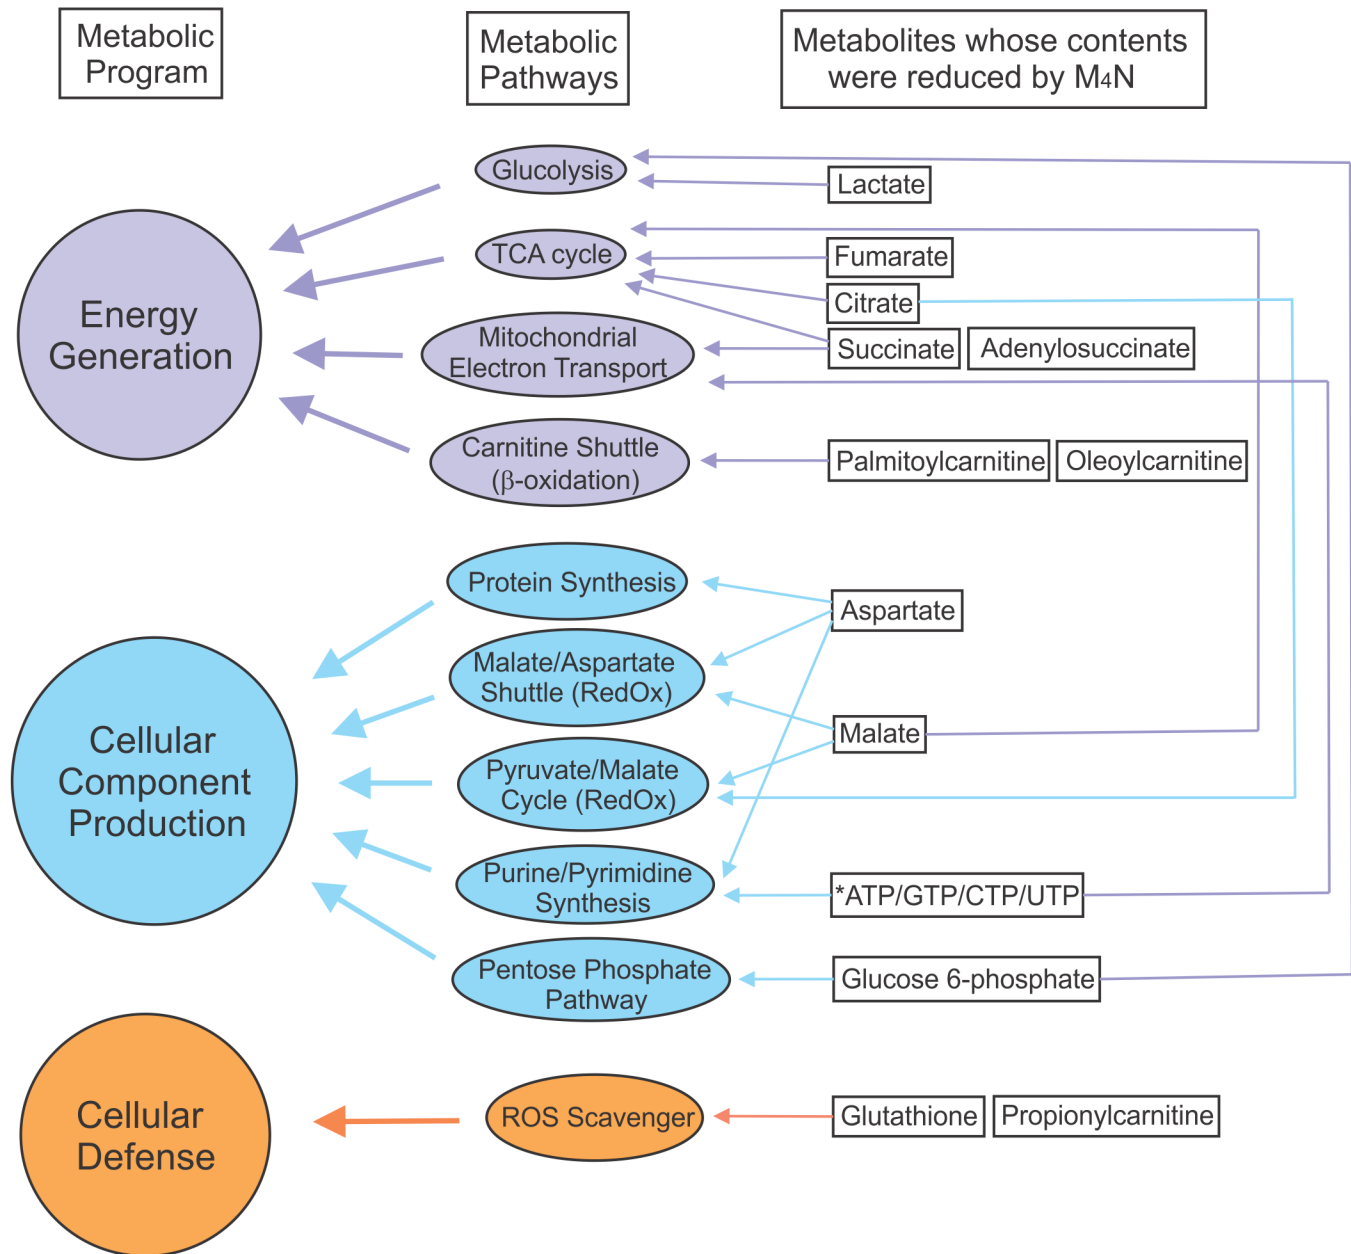 Metabolic
Program
Metabolic
Pathways
Metabolites whose contents
were reduced by M4N
Glucolysis
Lactate
TCA cycle
Fumarate
Citrate
Energy
Generation
Mitochondrial
Electron Transport
Succinate
Adenylosuccinate
Carnitine Shuttle
(β-oxidation)
Palmitoylcarnitine
Oleoylcarnitine
Protein Synthesis
Aspartate
Malate/Aspartate
Shuttle (RedOx)
Malate
Cellular
Component
Production
Pyruvate/Malate
Cycle (RedOx)
Purine/Pyrimidine
Synthesis
*ATP/GTP/CTP/UTP
Pentose Phosphate
Pathway
Glucose 6-phosphate
Cellular
Defense
ROS Scavenger
Glutathione
Propionylcarnitine